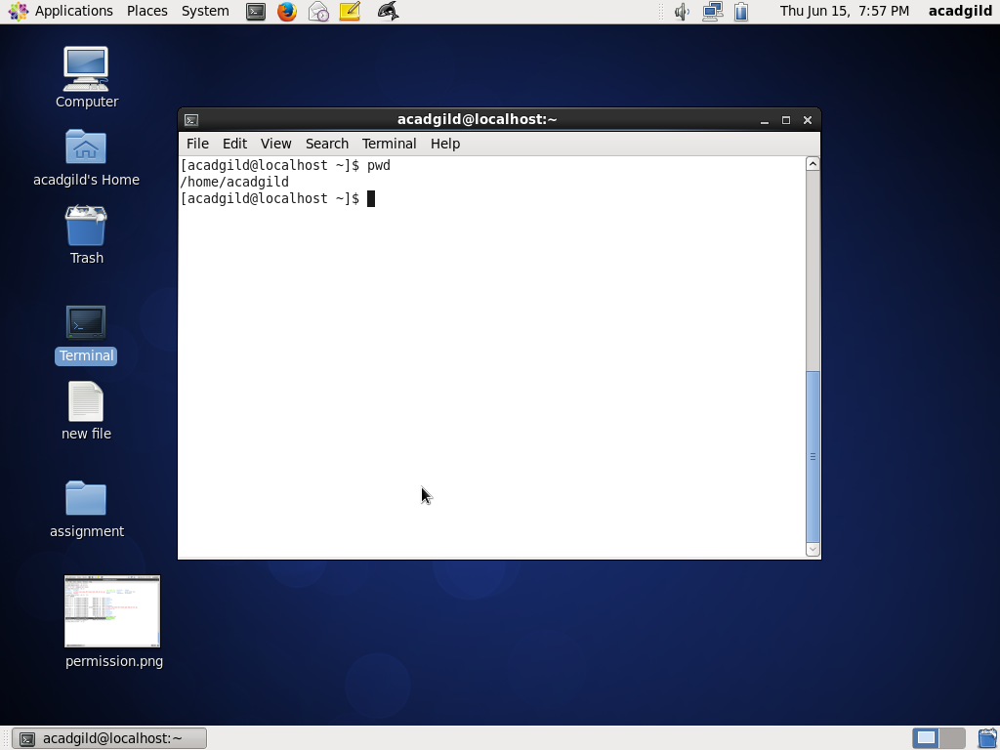 Applications Places System Thu Jun 15, 7:57 PM acadgild
Computer
acadgild's Home
Trash
Terminal
new file
assignment
permission.png
acadgild@localhost:~
File Edit View Search Terminal Help
[acadgild@localhost ~]$ pwd
/home/acadgild
[acadgild@localhost ~]$
acadgild@localhost:~